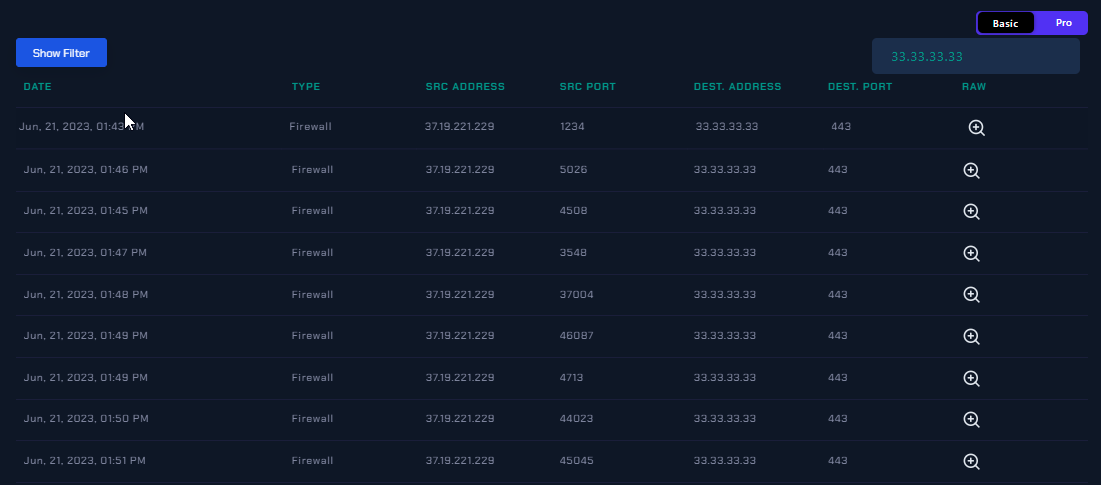 Basic Pro
Show Filter 33.33.33.33
DATE TYPE SRC ADDRESS SRC PORT DEST. ADDRESS DEST. PORT RAW
Jun, 21, 2023, 01:43 PM Firewall 37.19.221.229 1234 33.33.33.33 443
Jun, 21, 2023, 01:46 PM Firewall 37.19.221.229 5026 33.33.33.33 443
Jun, 21, 2023, 01:45 PM Firewall 37.19.221.229 4508 33.33.33.33 443
Jun, 21, 2023, 01:47 PM Firewall 37.19.221.229 3548 33.33.33.33 443
Jun, 21, 2023, 01:48 PM Firewall 37.19.221.229 37004 33.33.33.33 443
Jun, 21, 2023, 01:49 PM Firewall 37.19.221.229 46087 33.33.33.33 443
Jun, 21, 2023, 01:49 PM Firewall 37.19.221.229 4713 33.33.33.33 443
Jun, 21, 2023, 01:50 PM Firewall 37.19.221.229 44023 33.33.33.33 443
Jun, 21, 2023, 01:51 PM Firewall 37.19.221.229 45045 33.33.33.33 443